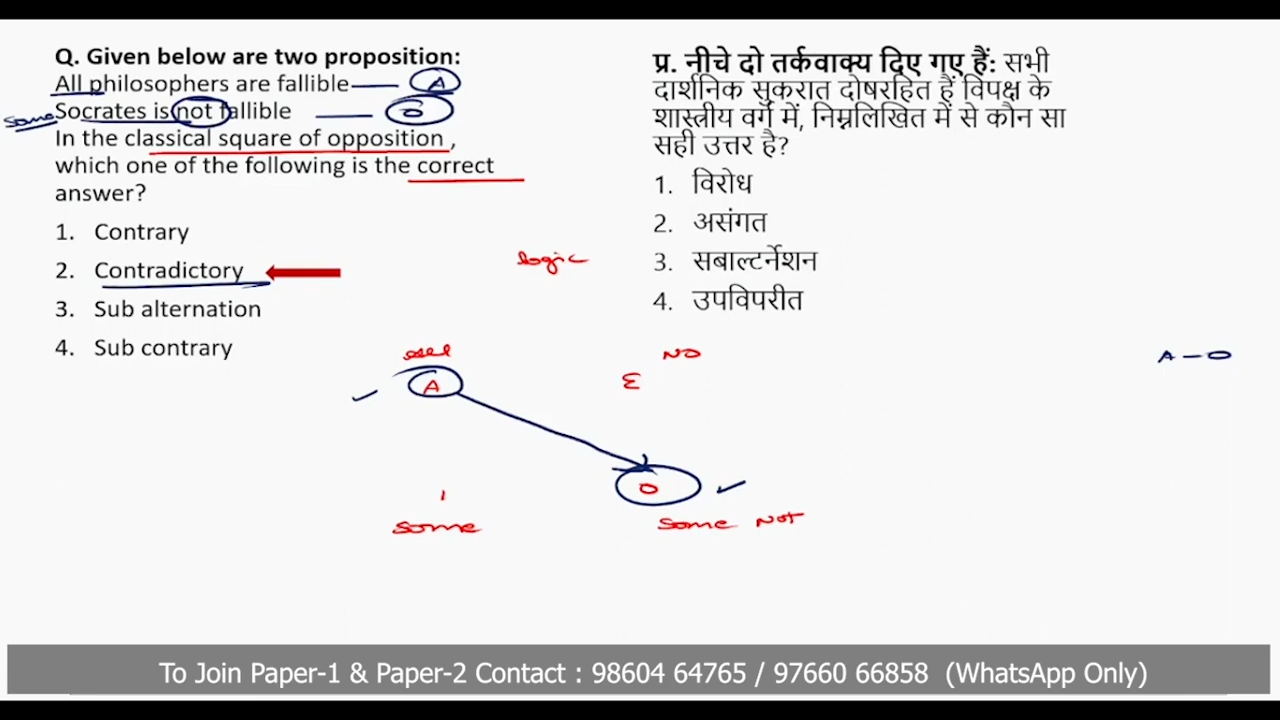 Q. Given below are two proposition:
All philosophers are fallible A
some Socrates is not fallible O
In the classical square of opposition ,
which one of the following is the correct
answer?
1. Contrary
2. Contradictory
3. Sub alternation
4. Sub contrary
प्र. नीचे दो तर्कवाक्य दिए गए हैं: सभी
दार्शनिक सुकरात दोषरहित हैं विपक्ष के
शास्त्रीय वर्ग में, निम्नलिखित में से कौन सा
सही उत्तर है?
1. विरोध
2. असंगत
3. सबाल्टर्नेशन
4. उपविपरीत
logic
NO
A - O
A
E
I
O
some
some Not
To Join Paper-1 & Paper-2 Contact : 98604 64765 / 97660 66858 (WhatsApp Only)